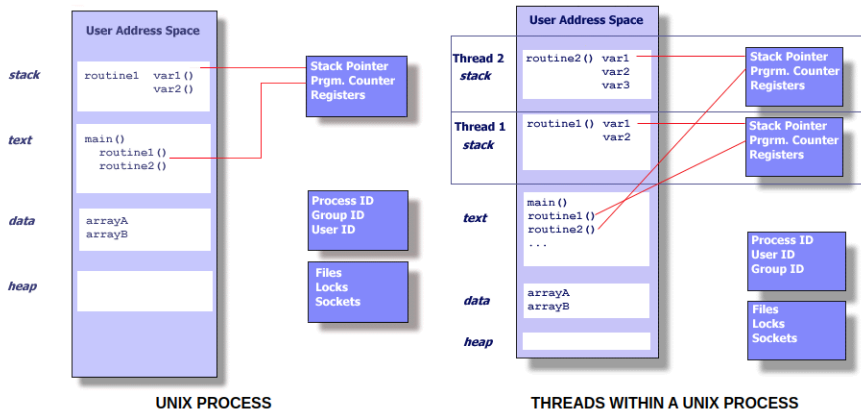 User Address Space
stack
routine1 var1()
var2()
Stack Pointer
Prgrm. Counter
Registers
text
main()
routine1()
routine2()
data
arrayA
arrayB
Process ID
Group ID
User ID
heap
Files
Locks
Sockets
UNIX PROCESS
User Address Space
Thread 2
stack
routine2() var1
var2
var3
Stack Pointer
Prgrm. Counter
Registers
Thread 1
stack
routine1() var1
var2
Stack Pointer
Prgrm. Counter
Registers
text
main()
routine1()
routine2()
...
Process ID
User ID
Group ID
data
arrayA
arrayB
Files
Locks
Sockets
heap
THREADS WITHIN A UNIX PROCESS